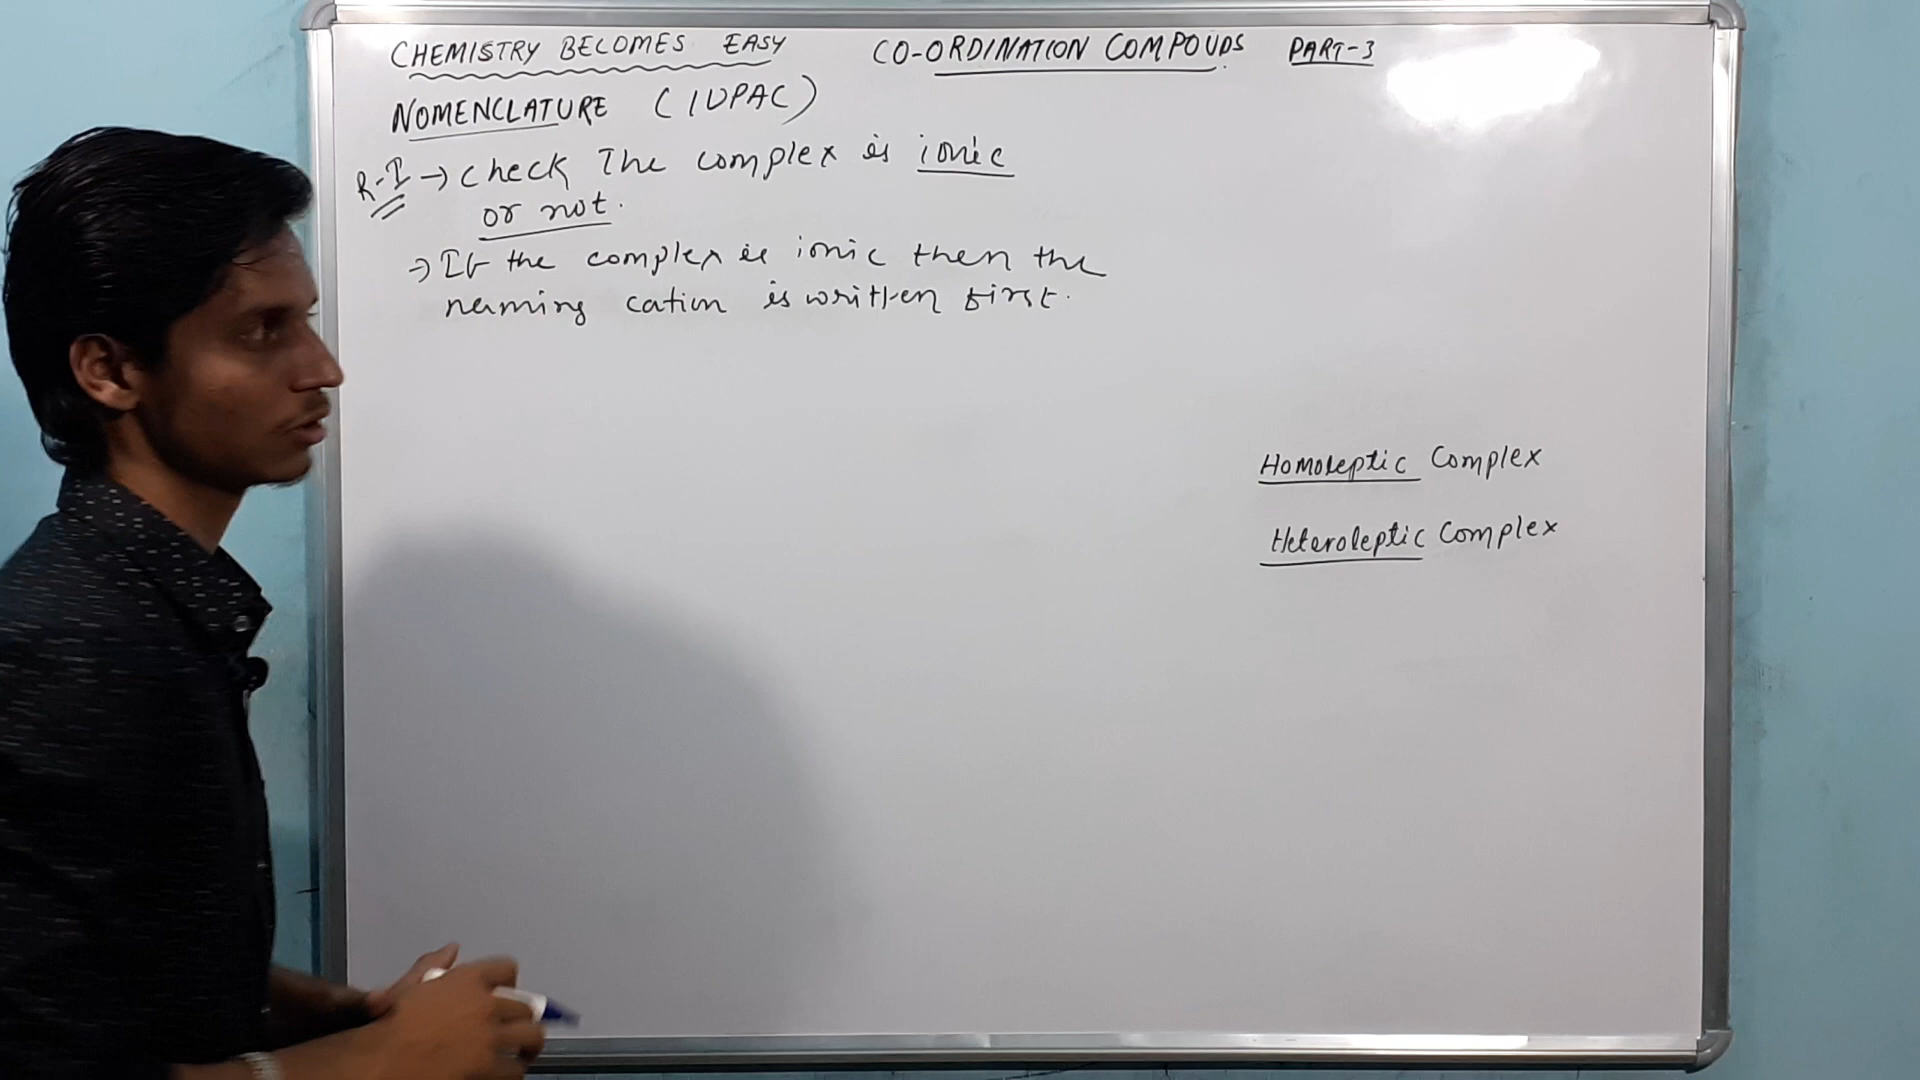 CHEMISTRY BECOMES EASY CO-ORDINATION COMPOUDS PART-3
NOMENCLATURE (IUPAC)
R-I → check The complex is ionic
or not.
→ If the complex is ionic then the
naming cation is written first.
Homoleptic Complex
Heteroleptic Complex